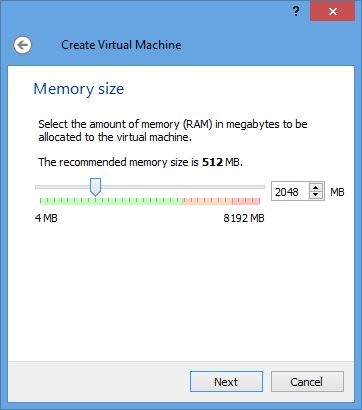 ?
Create Virtual Machine
Memory size
Select the amount of memory (RAM) in megabytes to be
allocated to the virtual machine.
The recommended memory size is 512 MB.
2048 MB
4 MB 8192 MB
Next Cancel